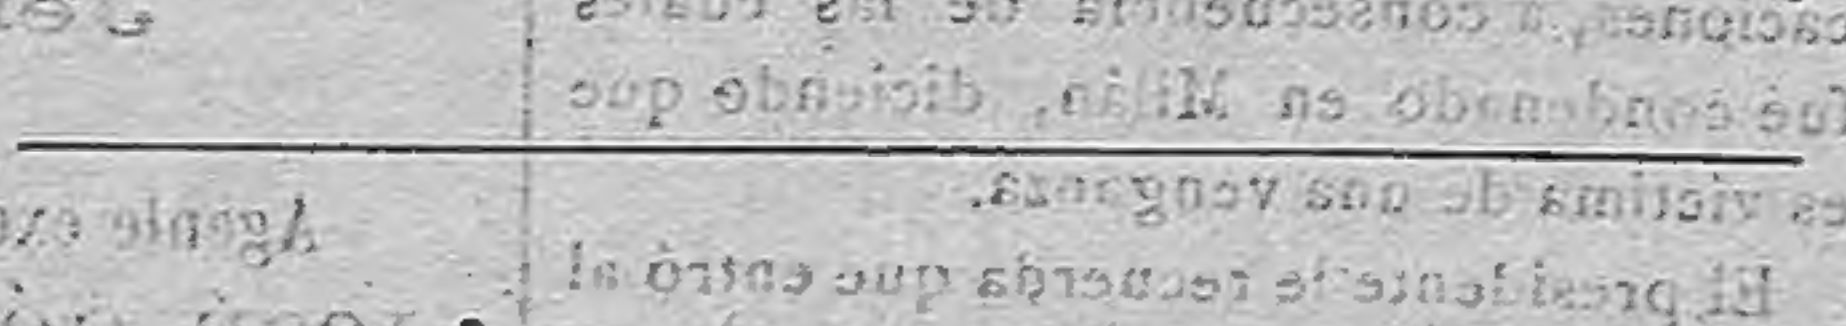 caciones, a consecuencia de las cuales
fué condenado en Milán, diciendo que
es víctima de una venganza.
El presidente le recuerda que entró al
Agente